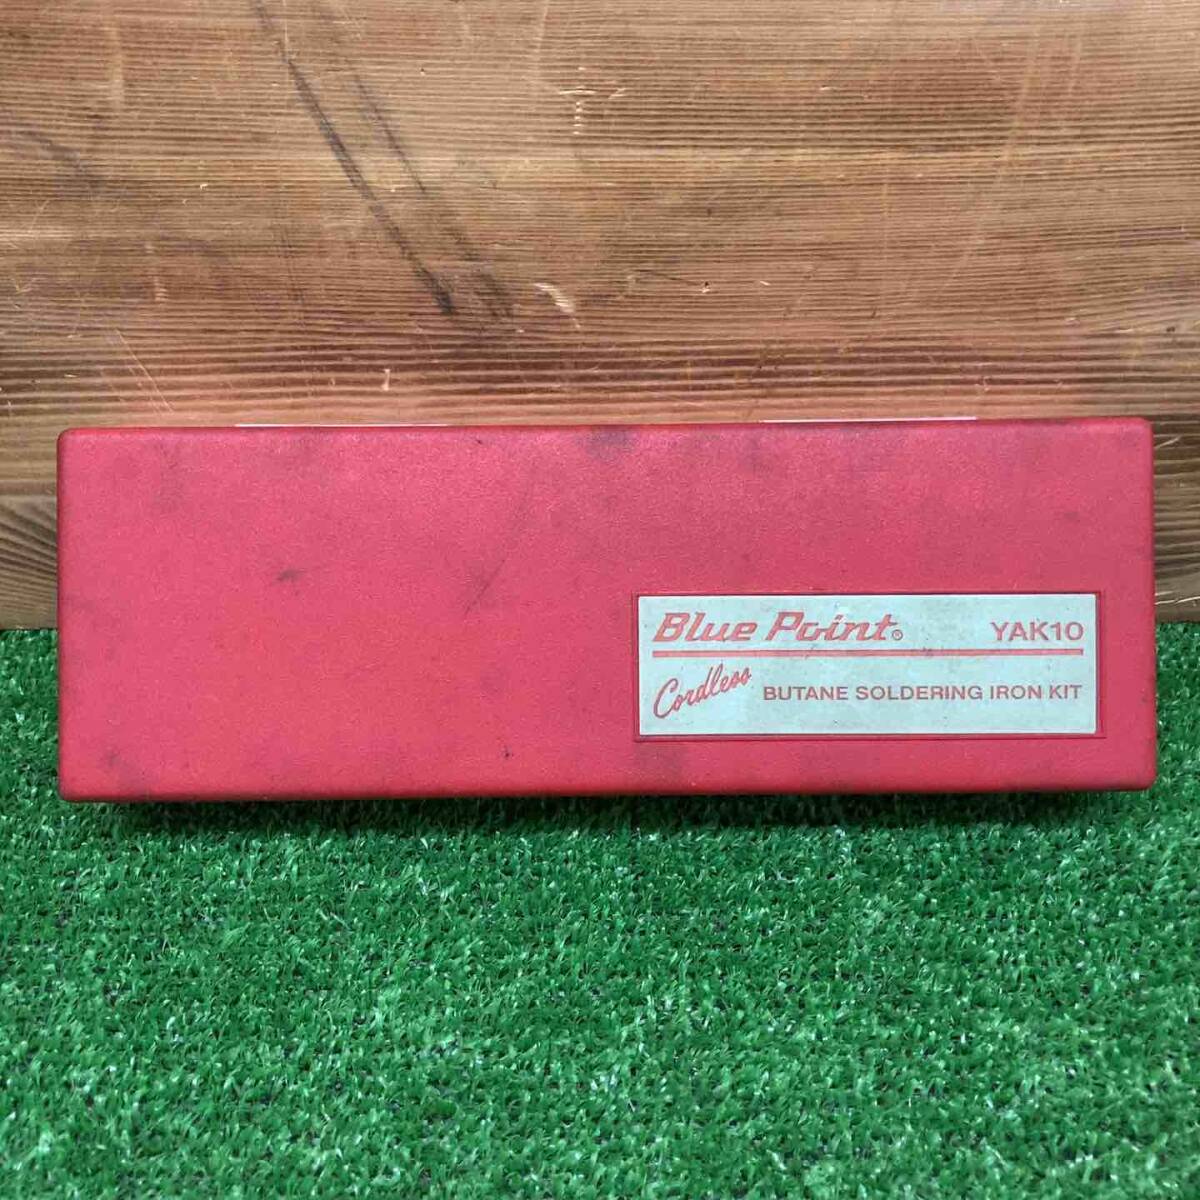 Blue Point® YAK10
Cordless BUTANE SOLDERING IRON KIT